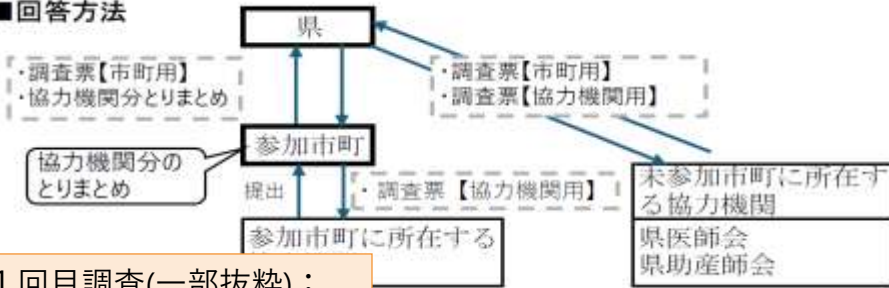 ■回答方法
県
・調査票【市町用】
・協力機関分とりまとめ
・調査票【市町用】
・調査票【協力機関用】
参加市町
協力機関分の
とりまとめ
提出
・調査票【協力機関用】
未参加市町に所在す
る協力機関
県医師会
県助産師会
参加市町に所在する
1回目調査(一部抜粋)：